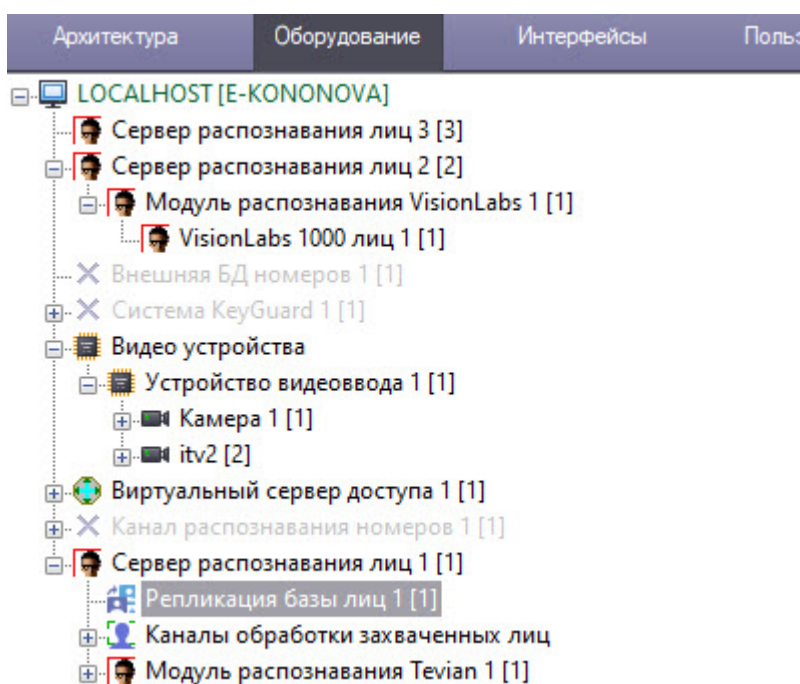 Архитектура Оборудование Интерфейсы
LOCALHOST [E-KONONOVA]
Сервер распознавания лиц 3 [3]
Сервер распознавания лиц 2 [2]
Модуль распознавания VisionLabs 1 [1]
VisionLabs 1000 лиц 1 [1]
Внешняя БД номеров 1 [1]
Система KeyGuard 1 [1]
Видео устройства
Устройство видеоввода 1 [1]
Камера 1 [1]
itv2 [2]
Виртуальный сервер доступа 1 [1]
Канал распознавания номеров 1 [1]
Сервер распознавания лиц 1 [1]
Репликация базы лиц 1 [1]
Каналы обработки захваченных лиц
Модуль распознавания Tevian 1 [1]